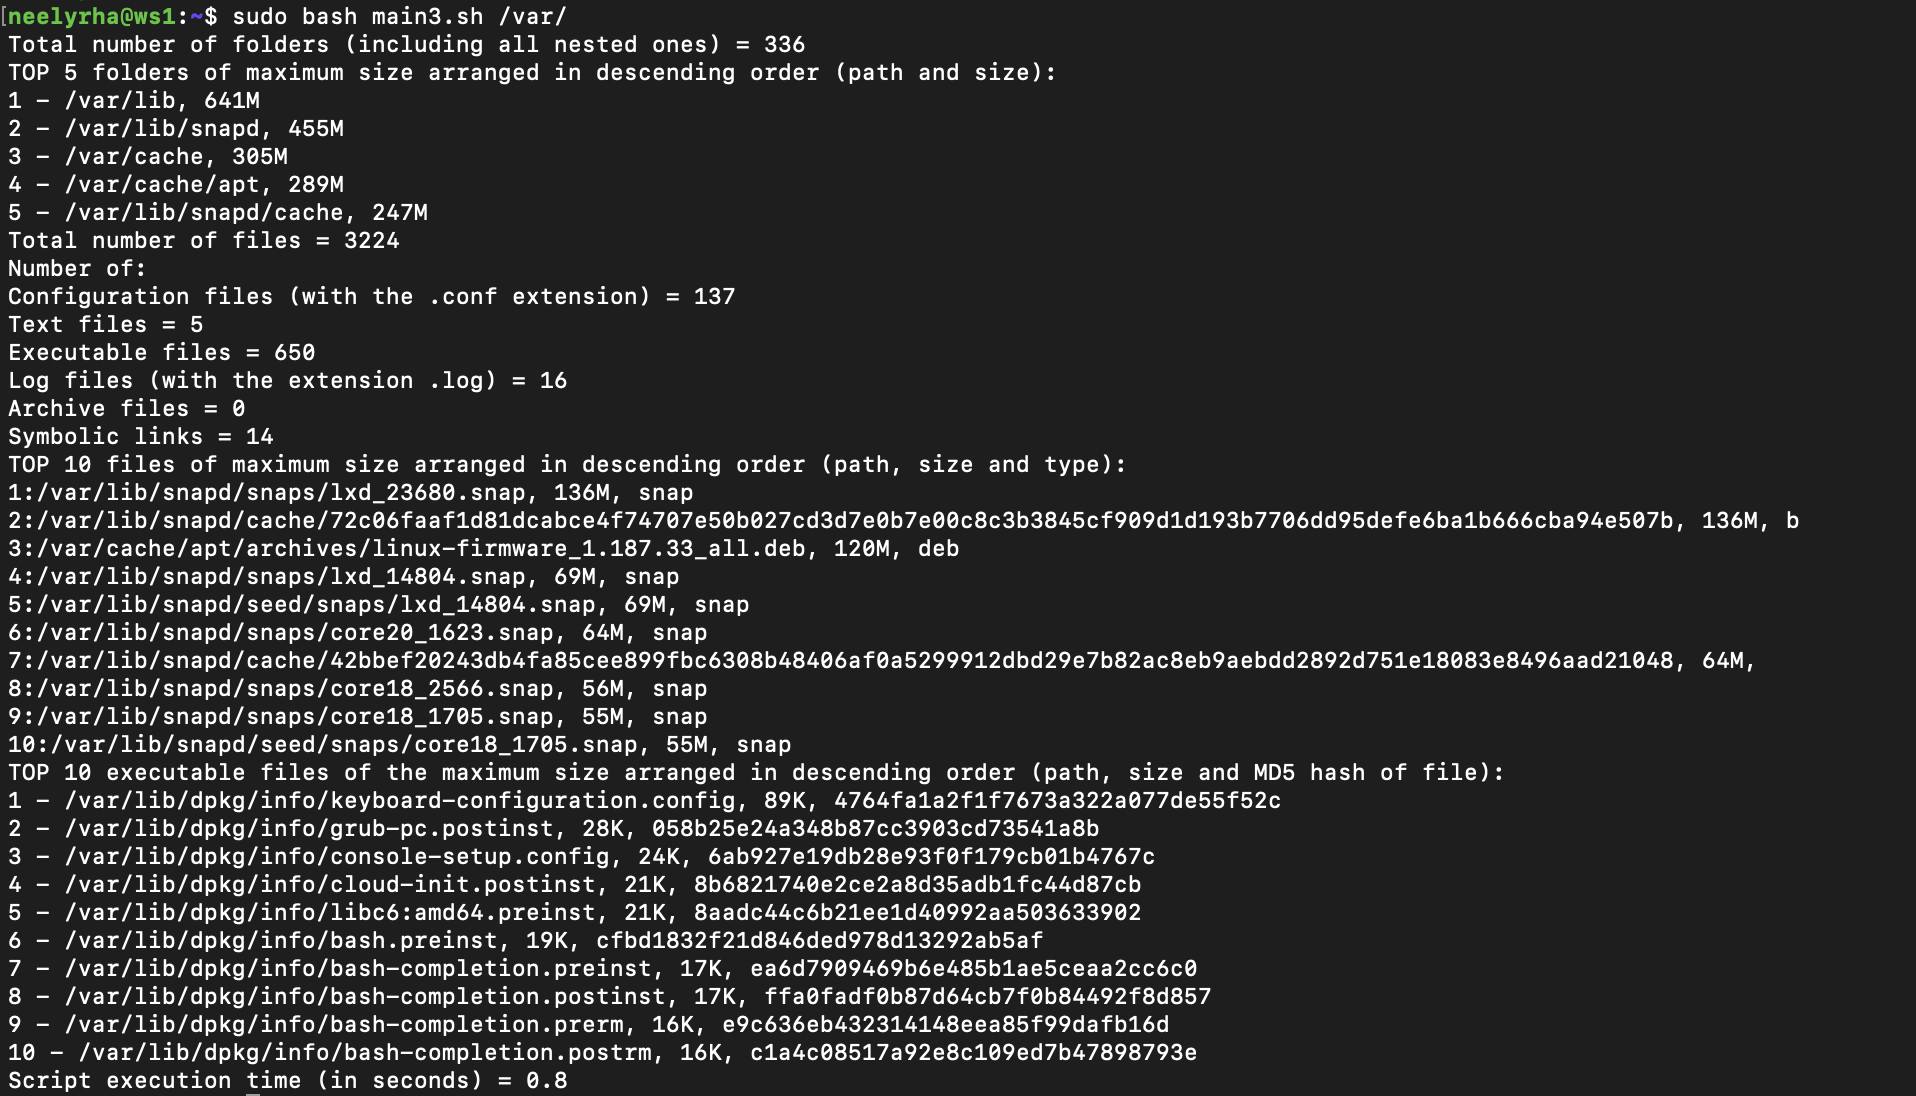 [neelyrha@ws1:~$ sudo bash main3.sh /var/
Total number of folders (including all nested ones) = 336
TOP 5 folders of maximum size arranged in descending order (path and size):
1 – /var/lib, 641M
2 – /var/lib/snapd, 455M
3 – /var/cache, 305M
4 – /var/cache/apt, 289M
5 – /var/lib/snapd/cache, 247M
Total number of files = 3224
Number of:
Configuration files (with the .conf extension) = 137
Text files = 5
Executable files = 650
Log files (with the extension .log) = 16
Archive files = 0
Symbolic links = 14
TOP 10 files of maximum size arranged in descending order (path, size and type):
1:/var/lib/snapd/snaps/lxd_23680.snap, 136M, snap
2:/var/lib/snapd/cache/72c06faaf1d81dcabce4f74707e50b027cd3d7e0b7e00c8c3b3845cf909d1d193b7706dd95defe6ba1b666cba94e507b, 136M, b
3:/var/cache/apt/archives/linux-firmware_1.187.33_all.deb, 120M, deb
4:/var/lib/snapd/snaps/lxd_14804.snap, 69M, snap
5:/var/lib/snapd/seed/snaps/lxd_14804.snap, 69M, snap
6:/var/lib/snapd/snaps/core20_1623.snap, 64M, snap
7:/var/lib/snapd/cache/42bbef20243db4fa85cee899fbc6308b48406af0a5299912dbd29e7b82ac8eb9aebdd2892d751e18083e8496aad21048, 64M,
8:/var/lib/snapd/snaps/core18_2566.snap, 56M, snap
9:/var/lib/snapd/snaps/core18_1705.snap, 55M, snap
10:/var/lib/snapd/seed/snaps/core18_1705.snap, 55M, snap
TOP 10 executable files of the maximum size arranged in descending order (path, size and MD5 hash of file):
1 – /var/lib/dpkg/info/keyboard-configuration.config, 89K, 4764fa1a2f1f7673a322a077de55f52c
2 – /var/lib/dpkg/info/grub-pc.postinst, 28K, 058b25e24a348b87cc3903cd73541a8b
3 – /var/lib/dpkg/info/console-setup.config, 24K, 6ab927e19db28e93f0f179cb01b4767c
4 – /var/lib/dpkg/info/cloud-init.postinst, 21K, 8b6821740e2ce2a8d35adb1fc44d87cb
5 – /var/lib/dpkg/info/libc6:amd64.preinst, 21K, 8aadc44c6b21ee1d40992aa503633902
6 – /var/lib/dpkg/info/bash.preinst, 19K, cfbd1832f21d846ded978d13292ab5af
7 – /var/lib/dpkg/info/bash-completion.preinst, 17K, ea6d7909469b6e485b1ae5ceaa2cc6c0
8 – /var/lib/dpkg/info/bash-completion.postinst, 17K, ffa0fadf0b87d64cb7f0b84492f8d857
9 – /var/lib/dpkg/info/bash-completion.prerm, 16K, e9c636eb432314148eea85f99dafb16d
10 – /var/lib/dpkg/info/bash-completion.postrm, 16K, c1a4c08517a92e8c109ed7b47898793e
Script execution time (in seconds) = 0.8